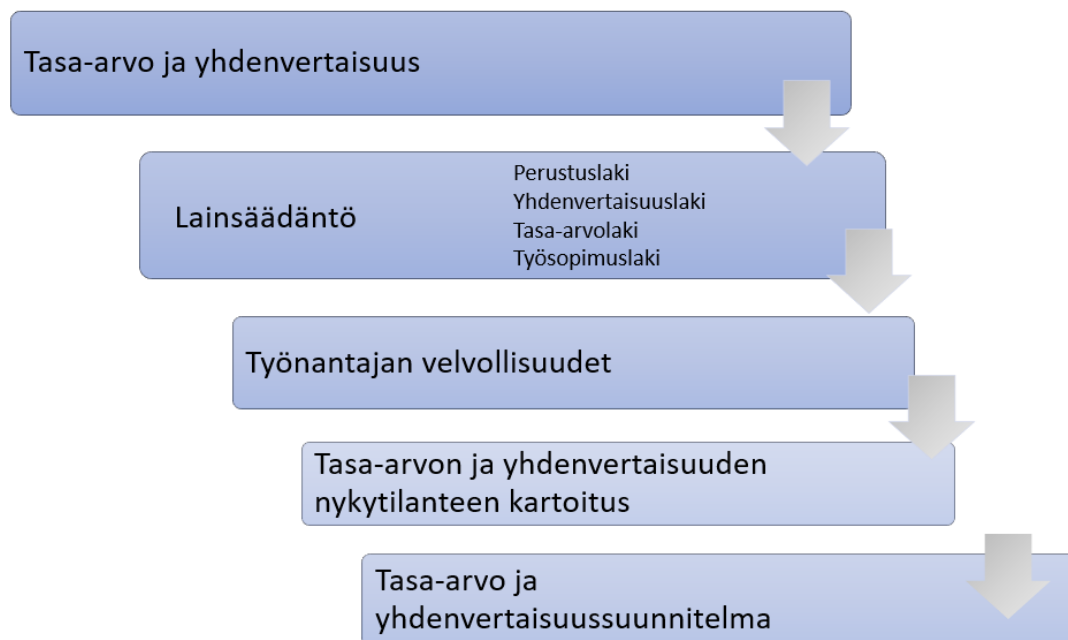 Tasa-arvo ja yhdenvertaisuus
Lainsäädäntö
Perustuslaki
Yhdenvertaisuuslaki
Tasa-arvolaki
Työsopimuslaki
Työnantajan velvollisuudet
Tasa-arvon ja yhdenvertaisuuden
nykytilanteen kartoitus
Tasa-arvo ja
yhdenvertaisuussuunnitelma